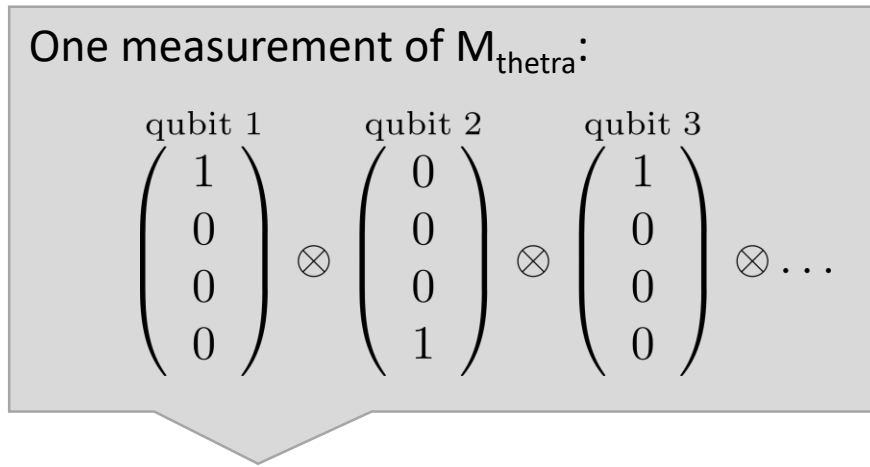 One measurement of M_thetra:
qubit 1 qubit 2 qubit 3
1 0 1
0 0 0
⊗ ⊗ ⊗ ...
0 0 0
0 1 0